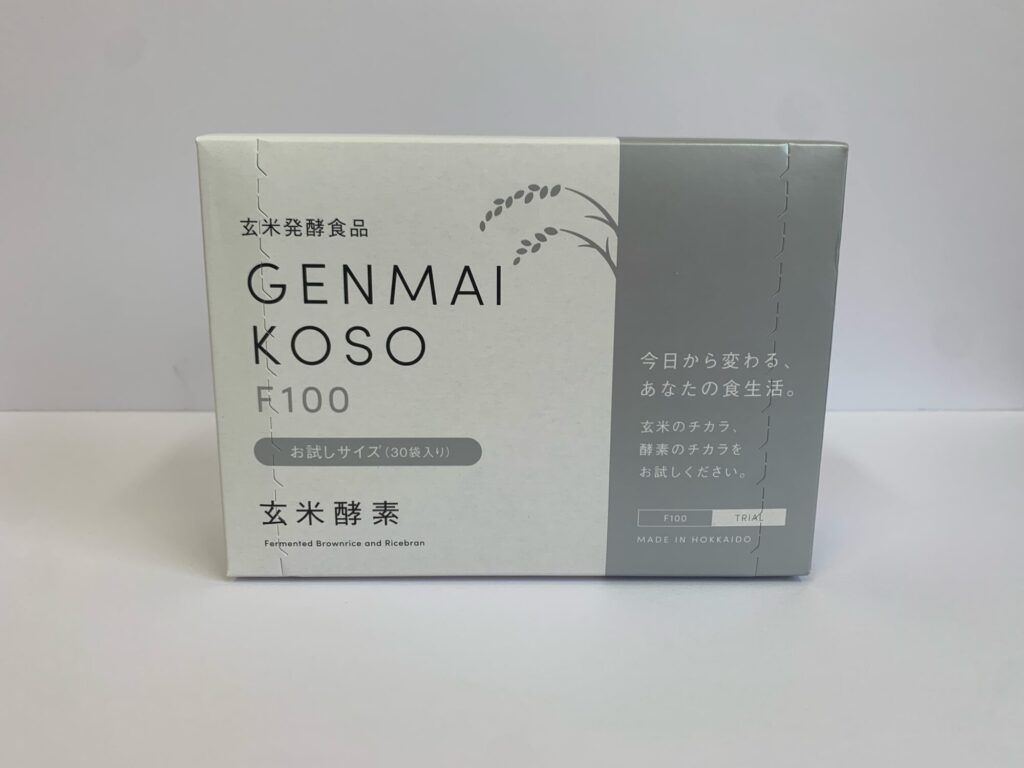 玄米発酵食品
GENMAI
KOSO
F100
お試しサイズ(30袋入り)
玄米酵素
Fermented Brownrice and Ricebran
今日から変わる、
あなたの食生活。
玄米のチカラ、
酵素のチカラを
お試しください。
F100 TRIAL
MADE IN HOKKAIDO